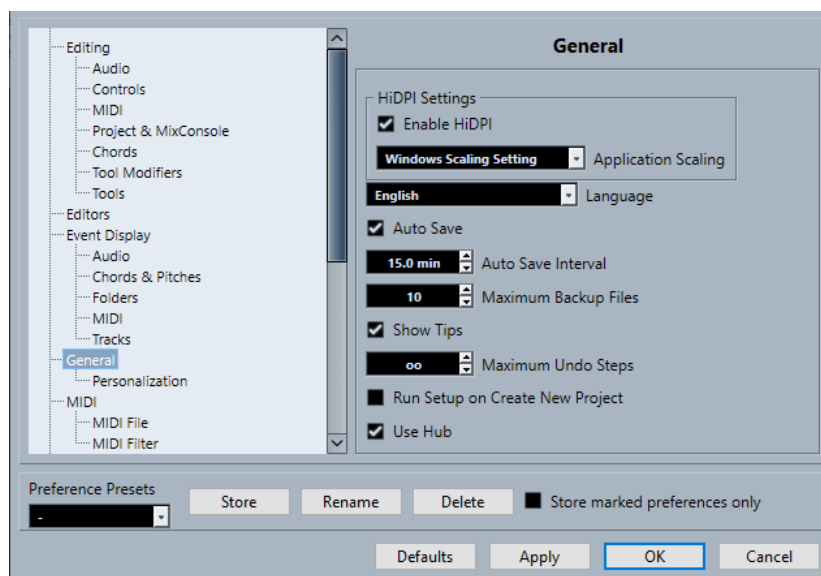 Editing
Audio
Controls
MIDI
Project & MixConsole
Chords
Tool Modifiers
Tools
Editors
Event Display
Audio
Chords & Pitches
Folders
MIDI
Tracks
General
Personalization
MIDI
MIDI File
MIDI Filter
General
HiDPI Settings
Enable HiDPI
Windows Scaling Setting Application Scaling
English Language
Auto Save
15.0 min Auto Save Interval
10 Maximum Backup Files
Show Tips
oo Maximum Undo Steps
Run Setup on Create New Project
Use Hub
Preference Presets
-
Store Rename Delete Store marked preferences only
Defaults Apply OK Cancel